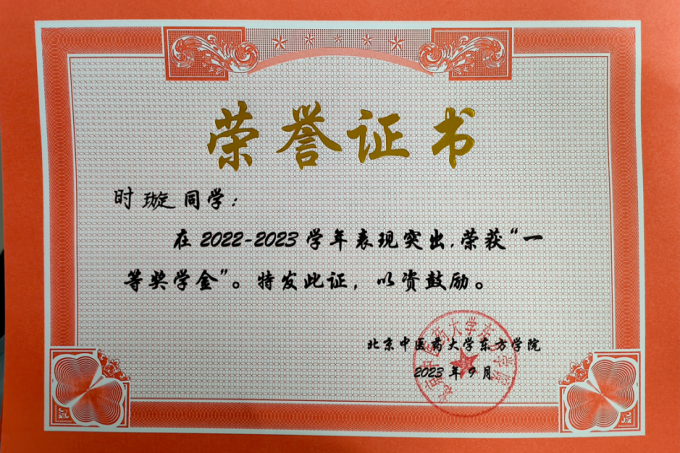 荣誉证书
时璇同学：
在2022-2023学年表现突出，荣获“一
等奖学金”。特发此证，以资鼓励。
北京中医药大学东方学院
2023年9月